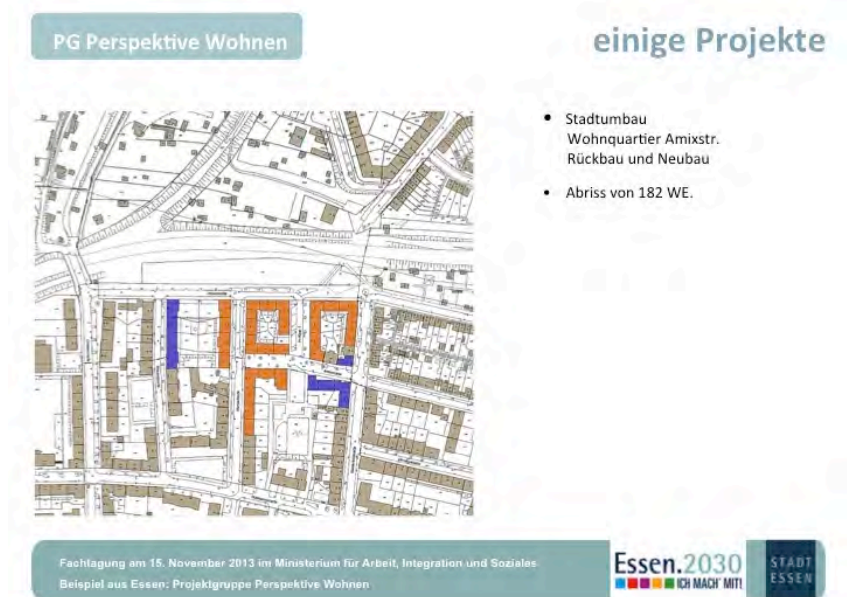 PG Perspektive Wohnen
einige Projekte
• Stadtumbau
Wohnquartier Amixstr.
Rückbau und Neubau
• Abriss von 182 WE.
Fachtagung am 15. November 2013 im Ministerium für Arbeit, Integration und Soziales
Beispiel aus Essen: Projektgruppe Perspektive Wohnen
Essen.2030
ICH MACH' MIT!
STADT
ESSEN